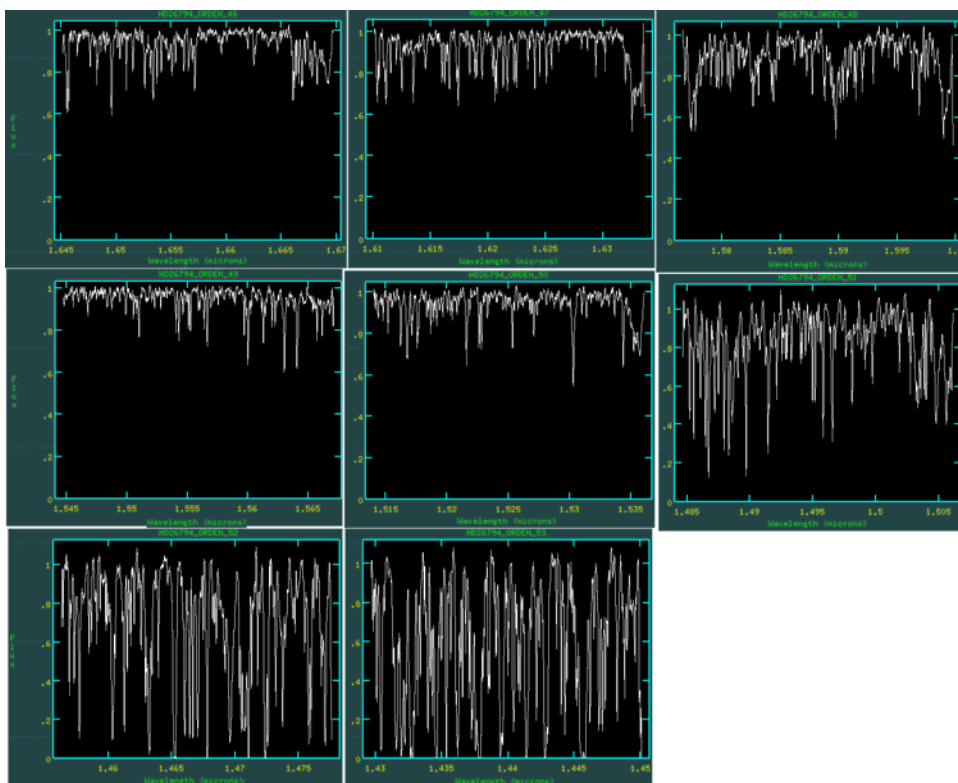 HD26794_ORDEN_46
1
.8
.6
.4
.2
0
1.645 1.65 1.655 1.66 1.665 1.67
Wavelength (microns)
HD26794_ORDEN_47
1
.8
.6
.4
.2
0
1.61 1.615 1.62 1.625 1.63
Wavelength (microns)
HD26794_ORDEN_48
1
.8
.6
.4
.2
0
1.58 1.585 1.59 1.595
Wavelength (microns)
HD26794_ORDEN_49
1
.8
.6
.4
.2
0
1.545 1.55 1.555 1.56 1.565
Wavelength (microns)
HD26794_ORDEN_50
1
.8
.6
.4
.2
0
1.515 1.52 1.525 1.53 1.535
Wavelength (microns)
HD26794_ORDEN_51
1
.8
.6
.4
.2
0
1.485 1.49 1.495 1.5 1.505
Wavelength (microns)
HD26794_ORDEN_52
1
.8
.6
.4
.2
0
1.46 1.465 1.47 1.475
Wavelength (microns)
HD26794_ORDEN_53
1
.8
.6
.4
.2
0
1.43 1.435 1.44 1.445 1.45
Wavelength (microns)